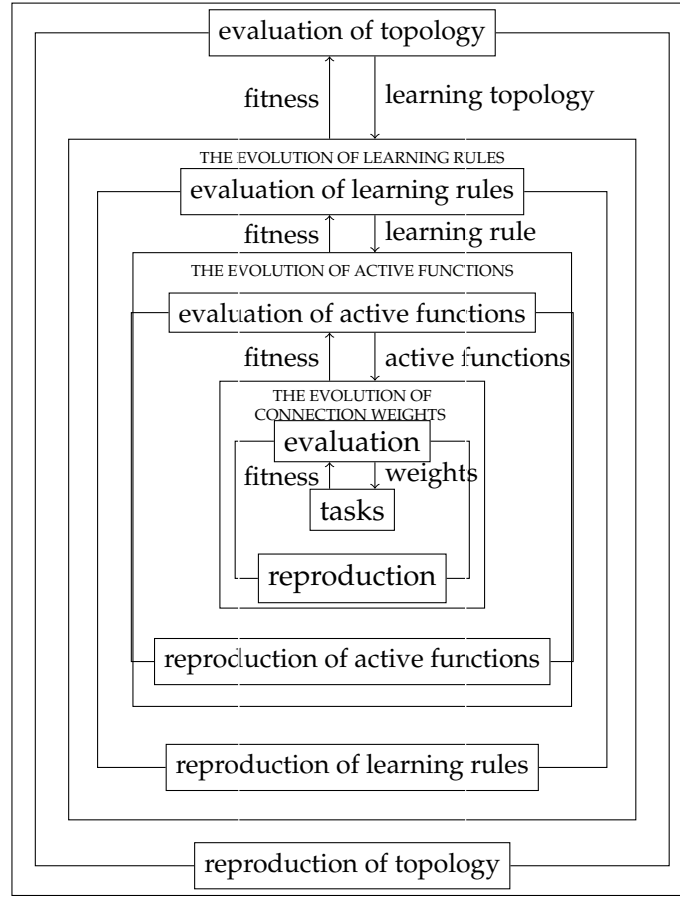 evaluation of topology
fitness
learning topology
THE EVOLUTION OF LEARNING RULES
evaluation of learning rules
fitness
learning rule
THE EVOLUTION OF ACTIVE FUNCTIONS
evaluation of active functions
fitness
active functions
THE EVOLUTION OF
CONNECTION WEIGHTS
evaluation
fitness
weights
tasks
reproduction
reproduction of active functions
reproduction of learning rules
reproduction of topology